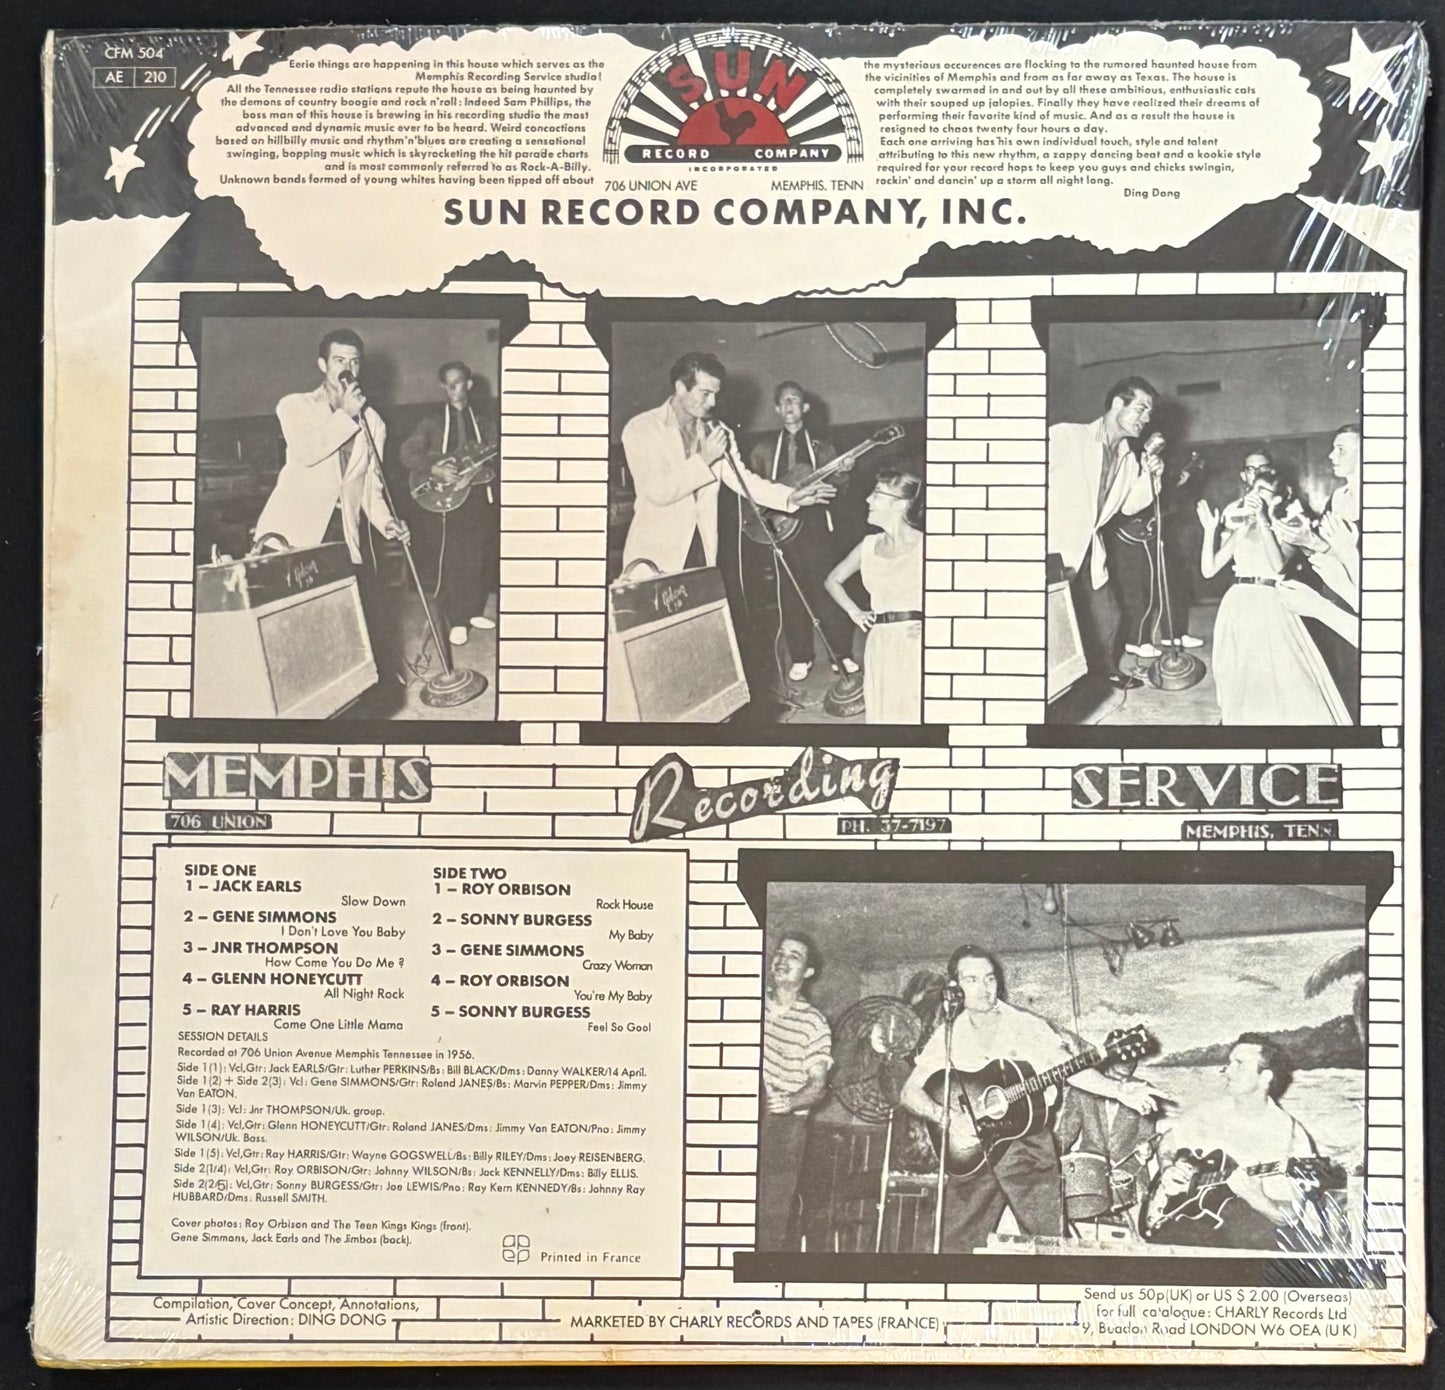 CFM 504
AE 210
Eerie things are happening in this house which serves as the
Memphis Recording Service studio!
All the Tennessee radio stations repute the house as being haunted by
the demons of country boogie and rock n'roll: Indeed Sam Phillips, the
boss man of this house is brewing in his recording studio the most
advanced and dynamic music ever to be heard. Weird concoctions
based on hillbilly music and rhythm'n'blues are creating a sensational
swinging, bopping music which is skyrocketing the hit parade charts
and is most commonly referred to as Rock-A-Billy.
Unknown bands formed of young whites having been tipped off about
SUN
RECORD COMPANY
INCORPORATED
706 UNION AVE MEMPHIS, TENN
the mysterious occurences are flocking to the rumored haunted house from
the vicinities of Memphis and from as far away as Texas. The house is
completely swarmed in and out by all these ambitious, enthusiastic cats
with their souped up jalopies. Finally they have realized their dreams of
performing their favorite kind of music. And as a result the house is
resigned to chaos twenty four hours a day.
Each one arriving has his own individual touch, style and talent
attributing to this new rhythm, a zappy dancing beat and a kookie style
required for your record hops to keep you guys and chicks swingin,
rockin' and dancin' up a storm all night long.
Ding Dong
SUN RECORD COMPANY, INC.
Gibson
Gibson
MEMPHIS Recording SERVICE
706 UNION PH. 37-7197 MEMPHIS, TENN.
SIDE ONE
1 – JACK EARLS
Slow Down
2 – GENE SIMMONS
I Don't Love You Baby
3 – JNR THOMPSON
How Come You Do Me ?
4 – GLENN HONEYCUTT
All Night Rock
5 – RAY HARRIS
Come One Little Mama
SIDE TWO
1 – ROY ORBISON
Rock House
2 – SONNY BURGESS
My Baby
3 – GENE SIMMONS
Crazy Woman
4 – ROY ORBISON
You're My Baby
5 – SONNY BURGESS
Feel So Gool
SESSION DETAILS
Recorded at 706 Union Avenue Memphis Tennessee in 1956.
Side 1(1): Vcl,Gtr: Jack EARLS/Gtr: Luther PERKINS/Bs: Bill BLACK/Dms: Danny WALKER/14 April.
Side 1(2) + Side 2(3): Vcl: Gene SIMMONS/Gtr: Roland JANES/Bs: Marvin PEPPER/Dms: Jimmy
Van EATON.
Side 1(3): Vcl: Jnr THOMPSON/Uk. group.
Side 1(4): Vcl,Gtr: Glenn HONEYCUTT/Gtr: Roland JANES/Dms: Jimmy Van EATON/Pno: Jimmy
WILSON/Uk. Bass.
Side 1(5): Vcl,Gtr: Ray HARRIS/Gtr: Wayne GOGSWELL/Bs: Billy RILEY/Dms: Joey REISENBERG.
Side 2(1/4): Vcl,Gtr: Roy ORBISON/Gtr: Johnny WILSON/Bs: Jack KENNELLY/Dms: Billy ELLIS.
Side 2(2/5): Vcl,Gtr: Sonny BURGESS/Gtr: Joe LEWIS/Pno: Ray Kern KENNEDY/Bs: Johnny Ray
HUBBARD/Dms: Russell SMITH.
Cover photos: Roy Orbison and The Teen Kings Kings (front).
Gene Simmons, Jack Earls and The Jimbos (back).
Printed in France
Compilation, Cover Concept, Annotations,
Artistic Direction: DING DONG
MARKETED BY CHARLY RECORDS AND TAPES (FRANCE)
Send us 50p(UK) or US $ 2.00 (Overseas)
for full catalogue: CHARLY Records Ltd
9, Beadon Road LONDON W6 OEA (UK)